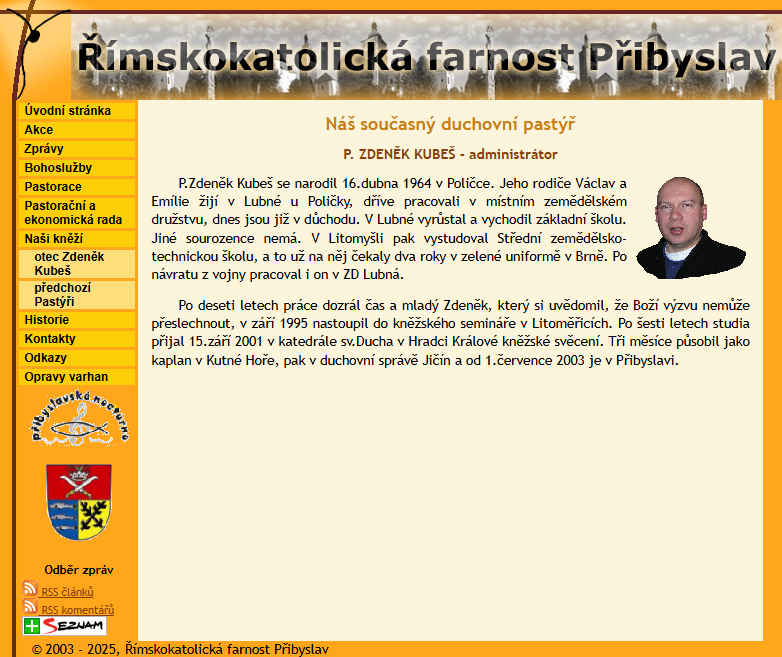 Římskokatolická farnost Přibyslav
Úvodní stránka
Akce
Zprávy
Bohoslužby
Pastorace
Pastorační a
ekonomická rada
Naši kněží
otec Zdeněk
Kubeš
předchozí
Pastýři
Historie
Kontakty
Odkazy
Opravy varhan
přibyslavská nocturna
Odběr zpráv
RSS článků
RSS komentářů
SEZNAM
Náš současný duchovní pastýř
P. ZDENĚK KUBEŠ - administrátor
P.Zdeněk Kubeš se narodil 16.dubna 1964 v Poličce. Jeho rodiče Václav a
Emílie žijí v Lubné u Poličky, dříve pracovali v místním zemědělském
družstvu, dnes jsou již v důchodu. V Lubné vyrůstal a vychodil základní školu.
Jiné sourozence nemá. V Litomyšli pak vystudoval Střední zemědělsko-
technickou školu, a to už na něj čekaly dva roky v zelené uniformě v Brně. Po
návratu z vojny pracoval i on v ZD Lubná.
Po deseti letech práce dozrál čas a mladý Zdeněk, který si uvědomil, že Boží výzvu nemůže
přeslechnout, v září 1995 nastoupil do kněžského semináře v Litoměřicích. Po šesti letech studia
přijal 15.září 2001 v katedrále sv.Ducha v Hradci Králové kněžské svěcení. Tři měsíce působil jako
kaplan v Kutné Hoře, pak v duchovní správě Jičín a od 1.července 2003 je v Přibyslavi.
© 2003 - 2025, Římskokatolická farnost Přibyslav